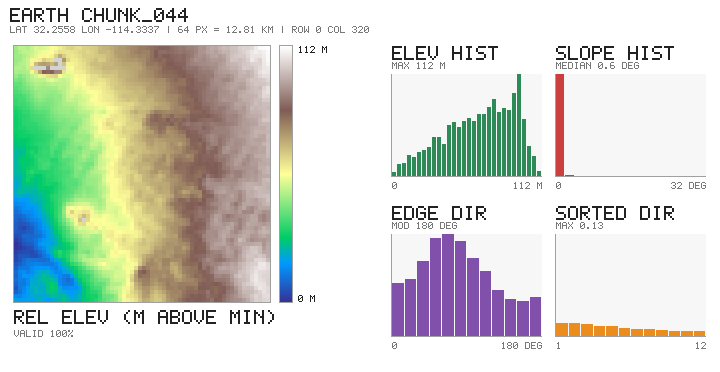 EARTH CHUNK_044
LAT 32.2558 LON -114.3337 | 64 PX = 12.81 KM | ROW 0 COL 320
112 M
0 M
REL ELEV (M ABOVE MIN)
VALID 100%
ELEV HIST
MAX 112 M
0 112 M
SLOPE HIST
MEDIAN 0.6 DEG
0 32 DEG
EDGE DIR
MOD 180 DEG
0 180 DEG
SORTED DIR
MAX 0.13
1 12